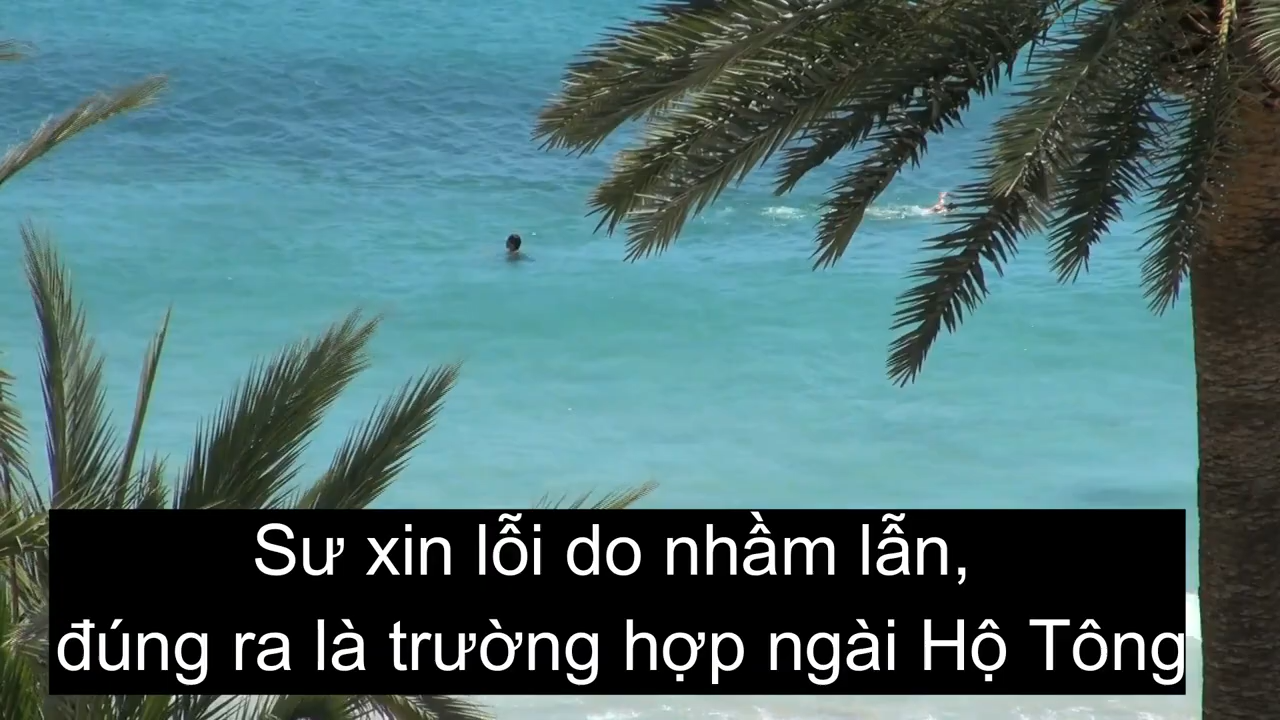 Sư xin lỗi do nhầm lẫn,
đúng ra là trường hợp ngài Hộ Tông